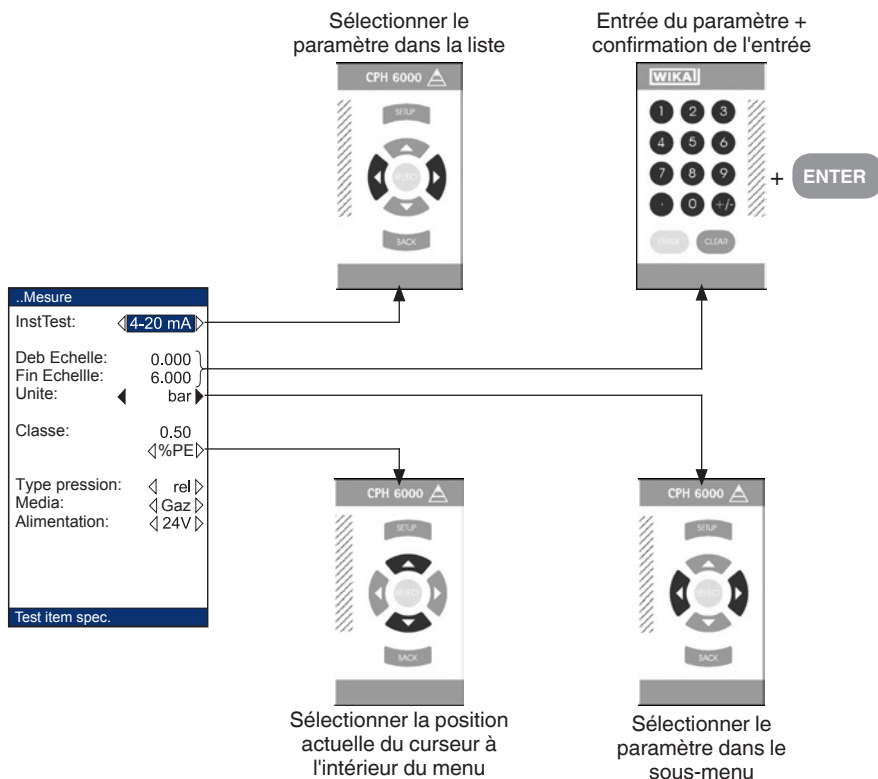 Sélectionner le
paramètre dans la liste
Entrée du paramètre +
confirmation de l'entrée
CPH 6000
SETUP
SELECT
BACK
WIKA
1 2 3
4 5 6
7 8 9
· 0 +/-
ENTER CLEAR
+ ENTER
..Mesure
InstTest: 4-20 mA
Deb Echelle: 0.000
Fin Echellle: 6.000
Unite: bar
Classe: 0.50
%PE
Type pression: rel
Media: Gaz
Alimentation: 24V
Test item spec.
CPH 6000
SETUP
SELECT
BACK
Sélectionner la position
actuelle du curseur à
l'intérieur du menu
CPH 6000
SETUP
SELECT
BACK
Sélectionner le
paramètre dans le
sous-menu